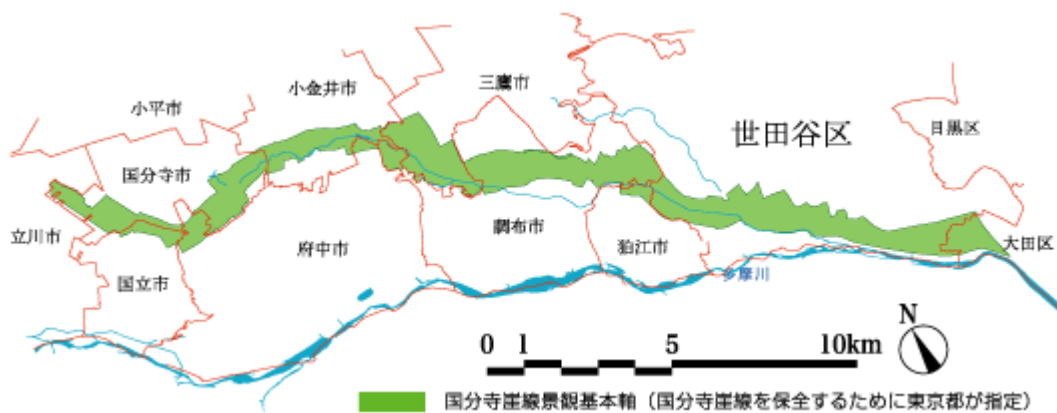 小金井市
三鷹市
小平市
世田谷区
目黒区
国分寺市
立川市
府中市
調布市
狛江市
大田区
国立市
多摩川
0 1 5 10km
N
国分寺崖線景観基本軸（国分寺崖線を保全するために東京都が指定）